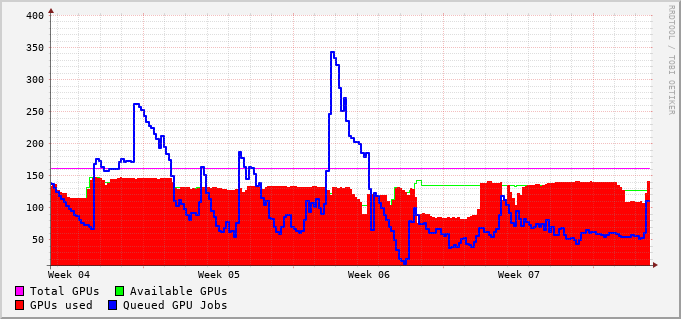 400
350
300
250
200
150
100
50
Week 04 Week 05 Week 06 Week 07
Total GPUs Available GPUs
GPUs used Queued GPU Jobs
RRDTOOL / TOBI OETIKER